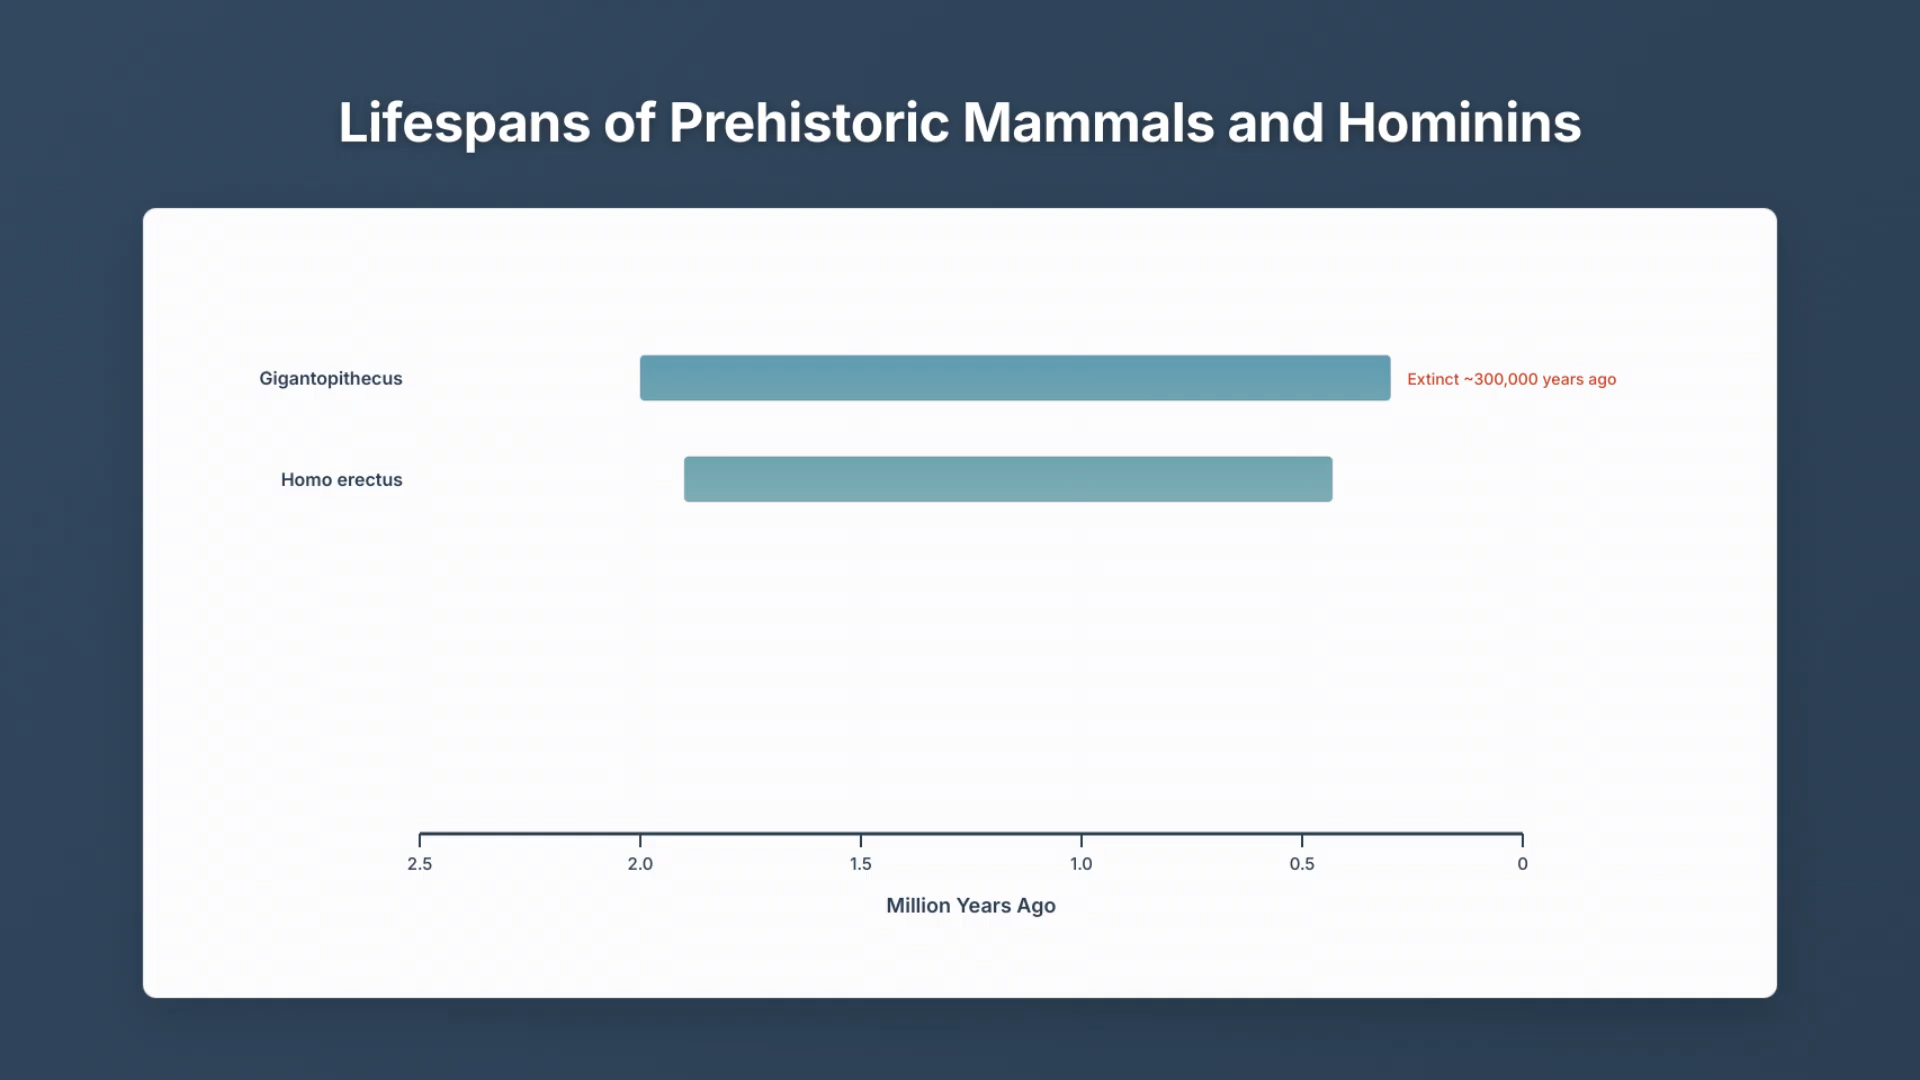 Lifespans of Prehistoric Mammals and Hominins
Gigantopithecus
Extinct ~300,000 years ago
Homo erectus
2.5 2.0 1.5 1.0 0.5 0
Million Years Ago